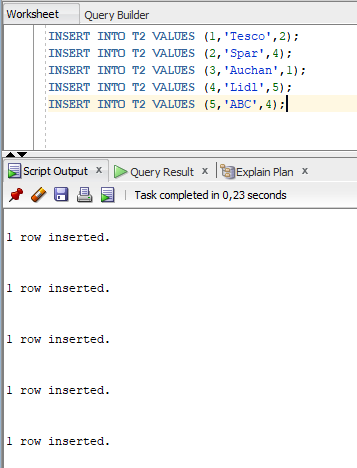 Worksheet Query Builder
INSERT INTO T2 VALUES (1,'Tesco',2);
INSERT INTO T2 VALUES (2,'Spar',4);
INSERT INTO T2 VALUES (3,'Auchan',1);
INSERT INTO T2 VALUES (4,'Lidl',5);
INSERT INTO T2 VALUES (5,'ABC',4);
Script Output x Query Result x Explain Plan x
Task completed in 0,23 seconds
1 row inserted.
1 row inserted.
1 row inserted.
1 row inserted.
1 row inserted.